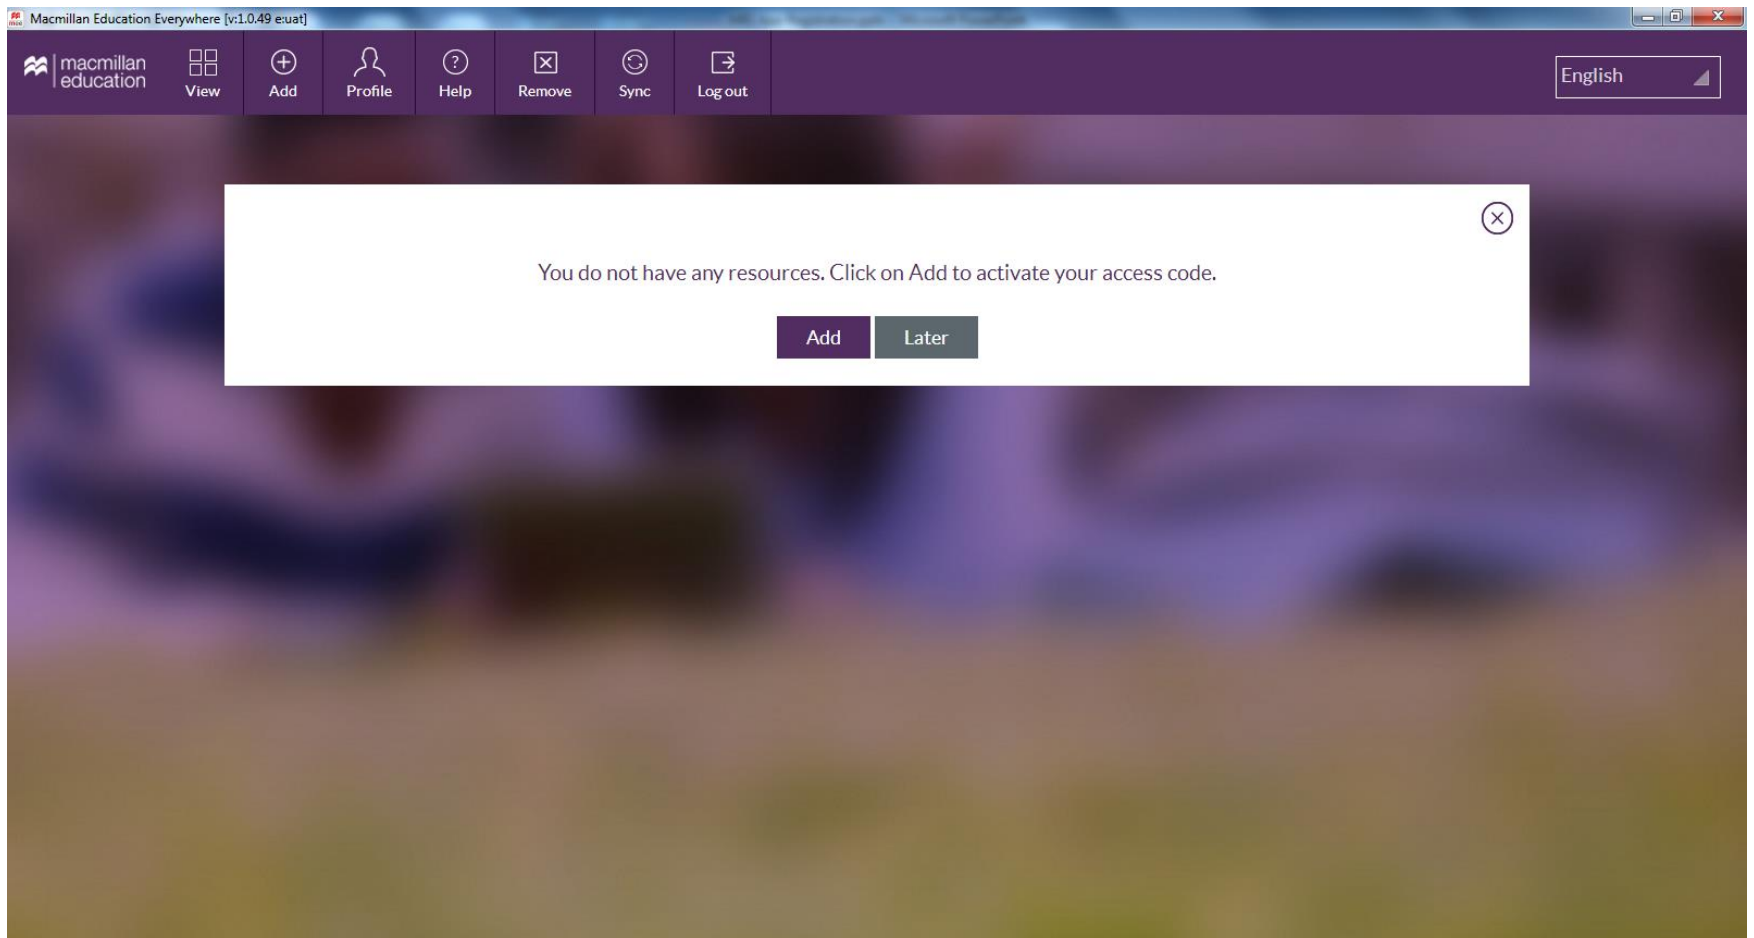 Macmillan Education Everywhere [v:1.0.49 e:uat]
macmillan
education
View
Add
Profile
Help
Remove
Sync
Log out
English
You do not have any resources. Click on Add to activate your access code.
Add
Later